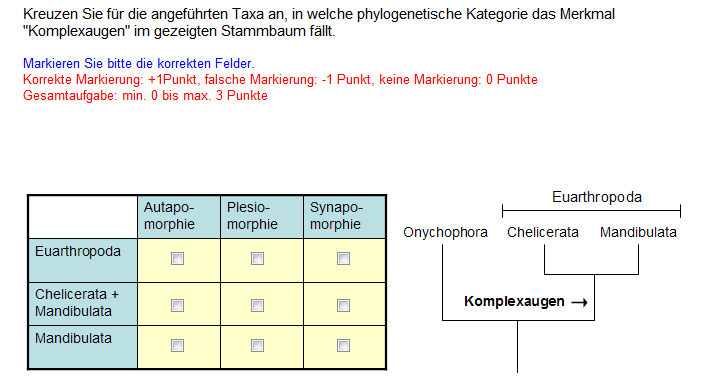 Kreuzen Sie für die angeführten Taxa an, in welche phylogenetische Kategorie das Merkmal
"Komplexaugen" im gezeigten Stammbaum fällt.
Markieren Sie bitte die korrekten Felder.
Korrekte Markierung: +1Punkt, falsche Markierung: -1 Punkt, keine Markierung: 0 Punkte
Gesamtaufgabe: min. 0 bis max. 3 Punkte
Autapo-
morphie
Plesio-
morphie
Synapo-
morphie
Euarthropoda
Chelicerata +
Mandibulata
Mandibulata
Euarthropoda
Onychophora Chelicerata Mandibulata
Komplexaugen